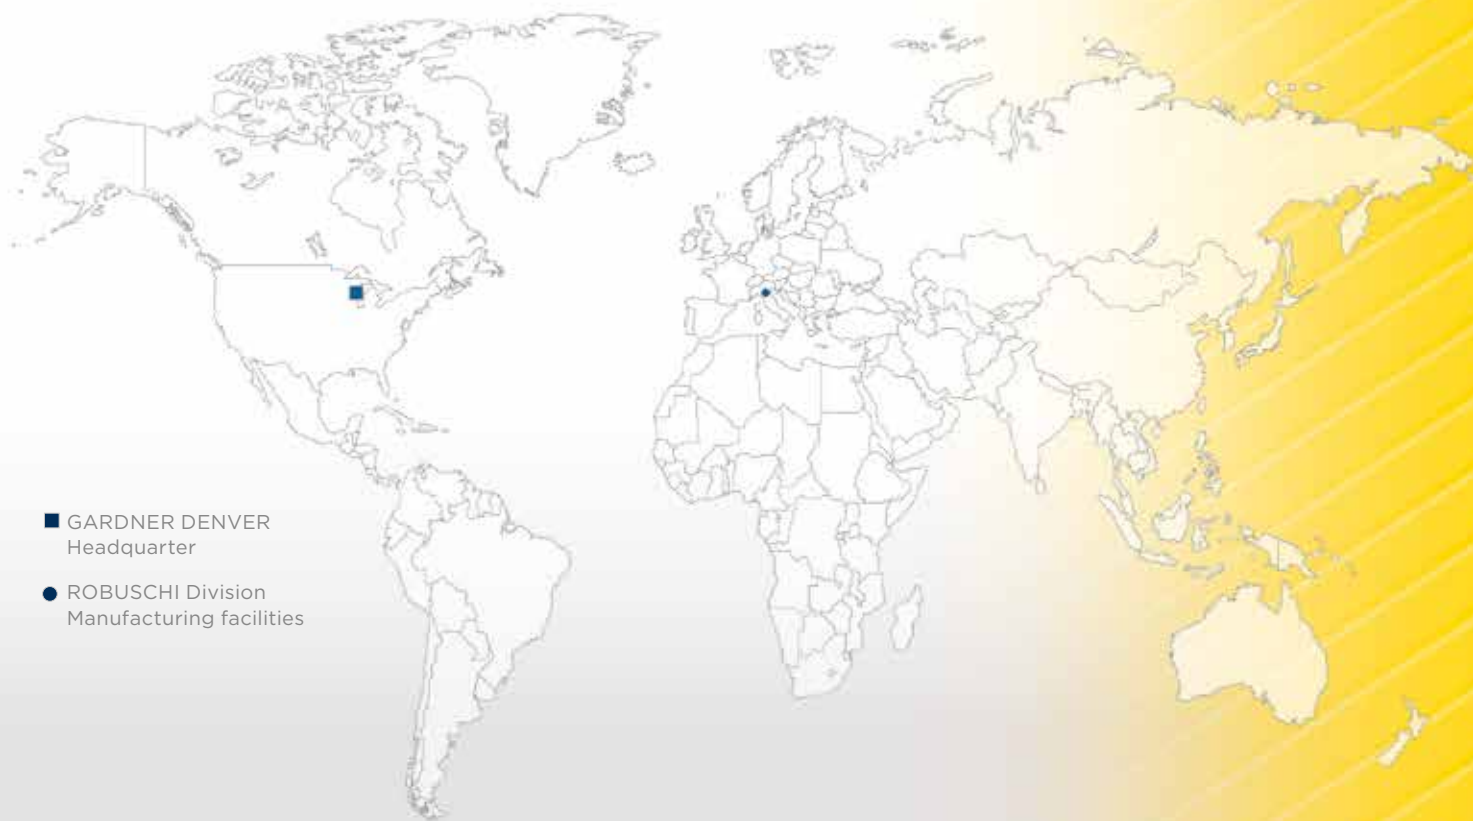 GARDNER DENVER
Headquarter
ROBUSCHI Division
Manufacturing facilities